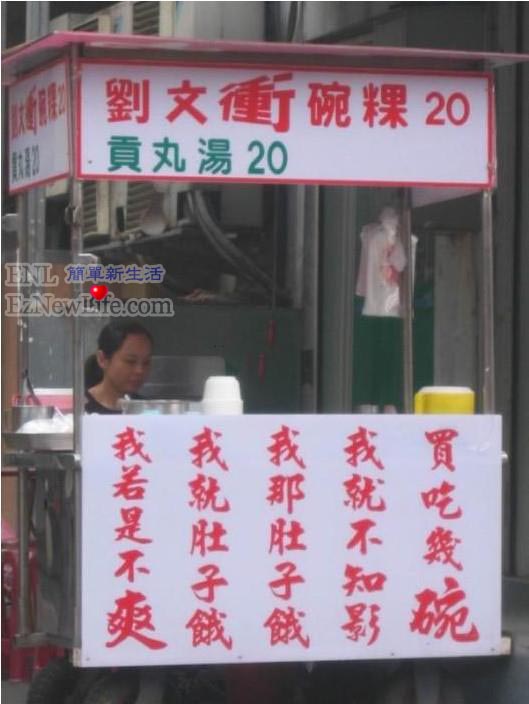 劉文衝碗粿 20
貢丸湯 20
劉文衝碗粿20
貢丸湯20
ENL 簡單新生活
EzNewLife.com
買吃幾碗
我就不知影
我那肚子餓
我就肚子餓
我若是不爽